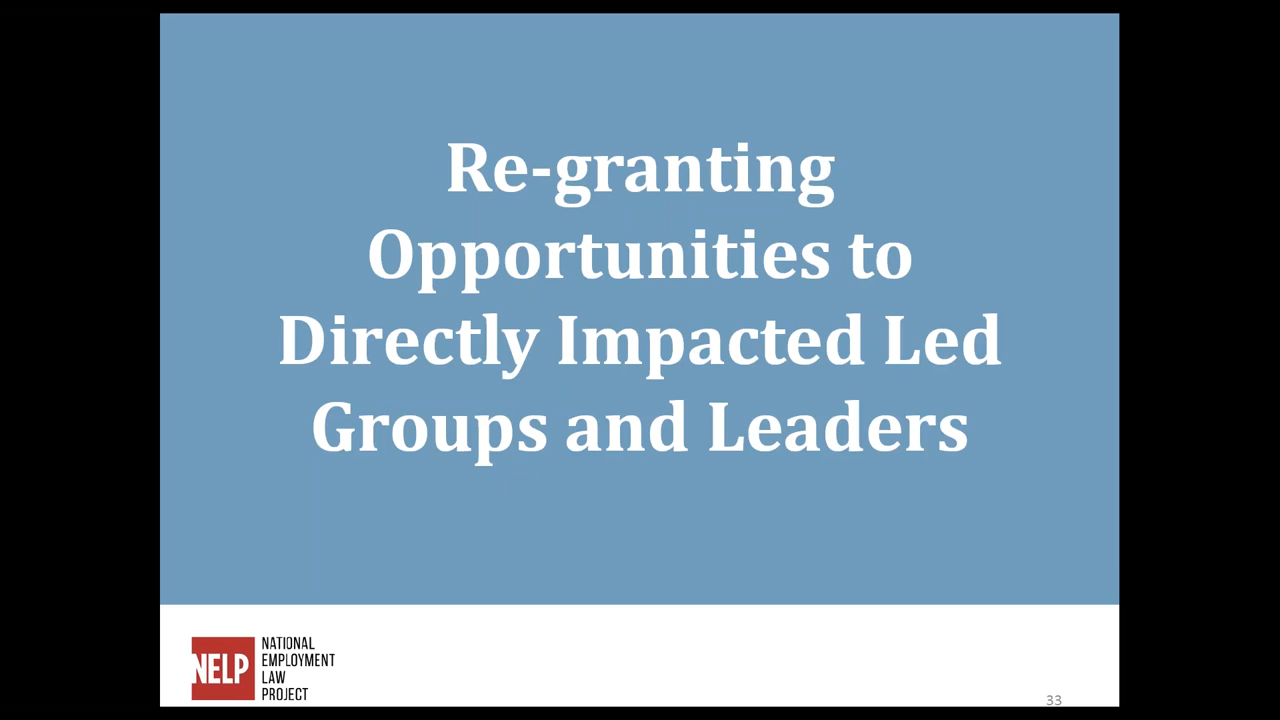 Re-granting
Opportunities to
Directly Impacted Led
Groups and Leaders
NELP
NATIONAL
EMPLOYMENT
LAW
PROJECT
33